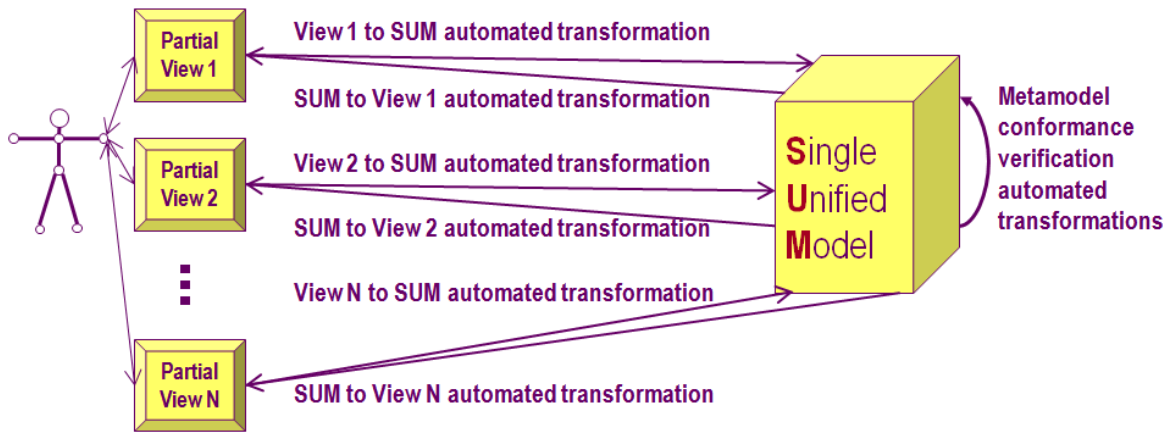 Partial
View 1
View 1 to SUM automated transformation
SUM to View 1 automated transformation
Partial
View 2
View 2 to SUM automated transformation
SUM to View 2 automated transformation
Partial
View N
View N to SUM automated transformation
SUM to View N automated transformation
Single
Unified
Model
Metamodel
conformance
verification
automated
transformations